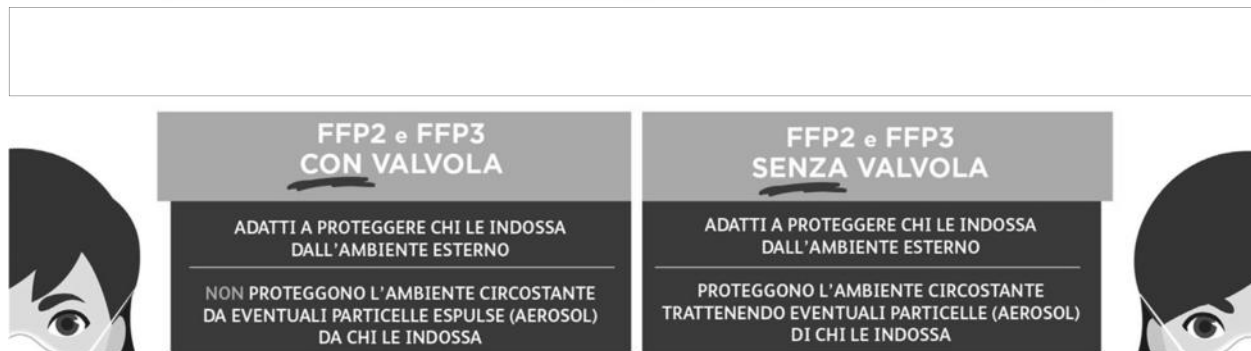 FFP2 e FFP3
CON VALVOLA
ADATTI A PROTEGGERE CHI LE INDOSSA
DALL'AMBIENTE ESTERNO
NON PROTEGGONO L'AMBIENTE CIRCOSTANTE
DA EVENTUALI PARTICELLE ESPULSE (AEROSOL)
DA CHI LE INDOSSA
FFP2 e FFP3
SENZA VALVOLA
ADATTI A PROTEGGERE CHI LE INDOSSA
DALL'AMBIENTE ESTERNO
PROTEGGONO L'AMBIENTE CIRCOSTANTE
TRATTENENDO EVENTUALI PARTICELLE (AEROSOL)
DI CHI LE INDOSSA